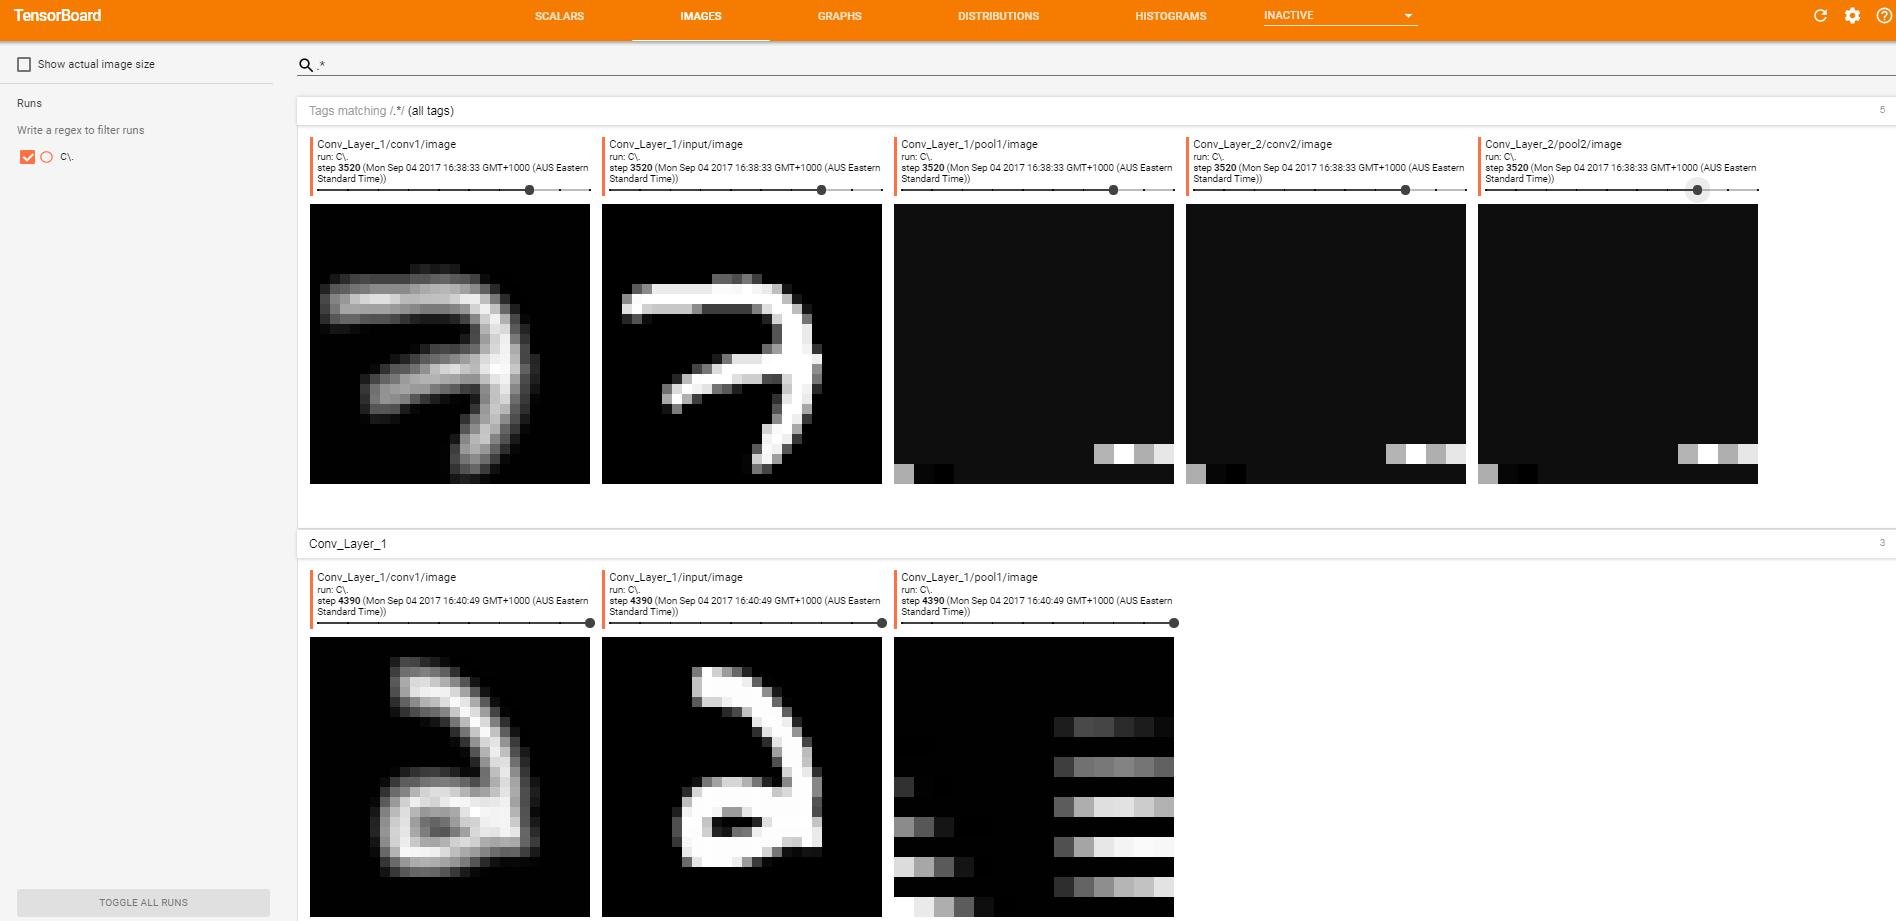 TensorBoard
SCALARS
IMAGES
GRAPHS
DISTRIBUTIONS
HISTOGRAMS
INACTIVE
Show actual image size
Runs
Write a regex to filter runs
C\.
TOGGLE ALL RUNS
.*
Tags matching /.*/ (all tags)
5
Conv_Layer_1/conv1/image
run: C\.
step 3520 (Mon Sep 04 2017 16:38:33 GMT+1000 (AUS Eastern
Standard Time))
Conv_Layer_1/input/image
run: C\.
step 3520 (Mon Sep 04 2017 16:38:33 GMT+1000 (AUS Eastern
Standard Time))
Conv_Layer_1/pool1/image
run: C\.
step 3520 (Mon Sep 04 2017 16:38:33 GMT+1000 (AUS Eastern
Standard Time))
Conv_Layer_2/conv2/image
run: C\.
step 3520 (Mon Sep 04 2017 16:38:33 GMT+1000 (AUS Eastern
Standard Time))
Conv_Layer_2/pool2/image
run: C\.
step 3520 (Mon Sep 04 2017 16:38:33 GMT+1000 (AUS Eastern
Standard Time))
Conv_Layer_1
3
Conv_Layer_1/conv1/image
run: C\.
step 4390 (Mon Sep 04 2017 16:40:49 GMT+1000 (AUS Eastern
Standard Time))
Conv_Layer_1/input/image
run: C\.
step 4390 (Mon Sep 04 2017 16:40:49 GMT+1000 (AUS Eastern
Standard Time))
Conv_Layer_1/pool1/image
run: C\.
step 4390 (Mon Sep 04 2017 16:40:49 GMT+1000 (AUS Eastern
Standard Time))